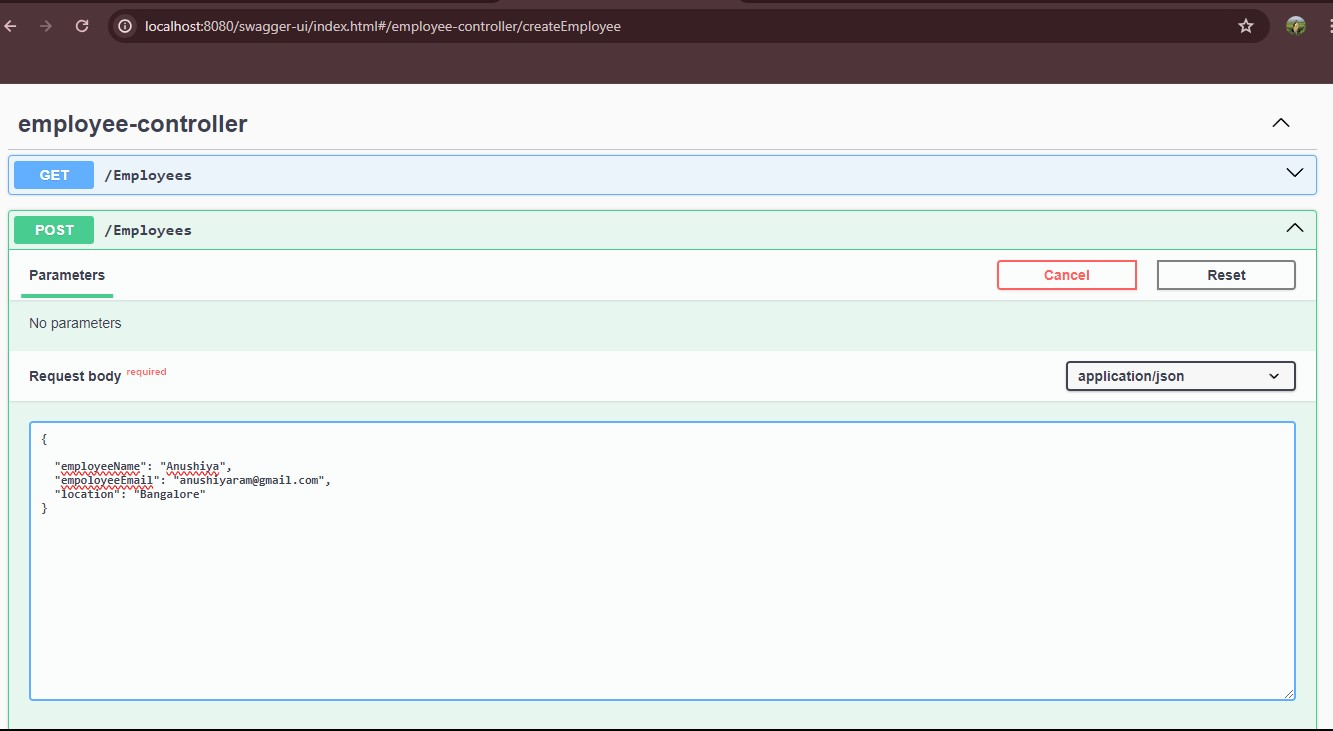 localhost:8080/swagger-ui/index.html#/employee-controller/createEmployee
employee-controller
GET /Employees
POST /Employees
Parameters Cancel Reset
No parameters
Request body required application/json
{
"employeeName": "Anushiya",
"empoloyeeEmail": "anushiyaram@gmail.com",
"location": "Bangalore"
}